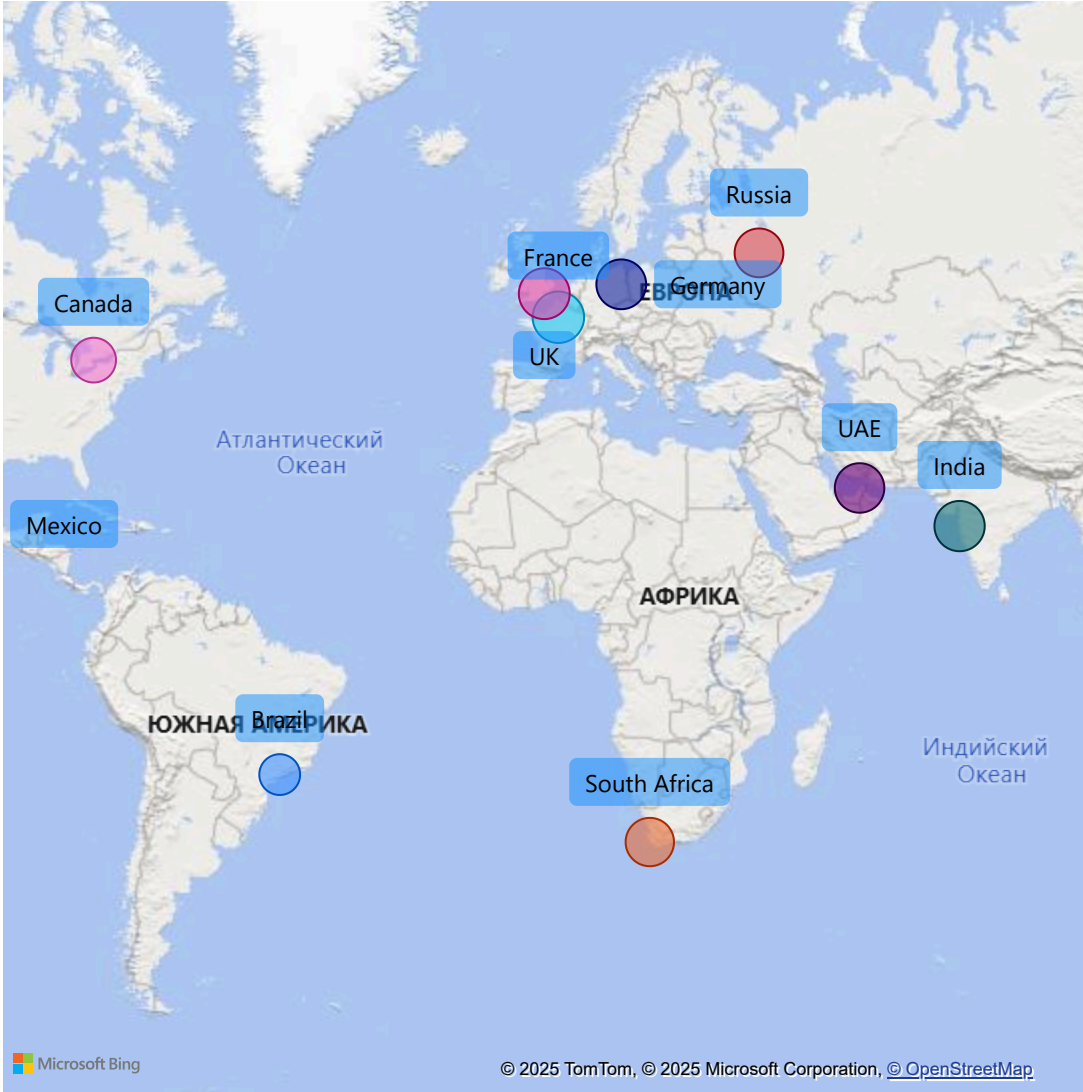 Russia
France
ЕВРОПА
Germany
Canada
UK
UAE
Атлантический
Океан
India
Mexico
АФРИКА
ЮЖНАЯ АМЕРИКА
Brazil
Индийский
Океан
South Africa
Microsoft Bing
© 2025 TomTom, © 2025 Microsoft Corporation, © OpenStreetMap